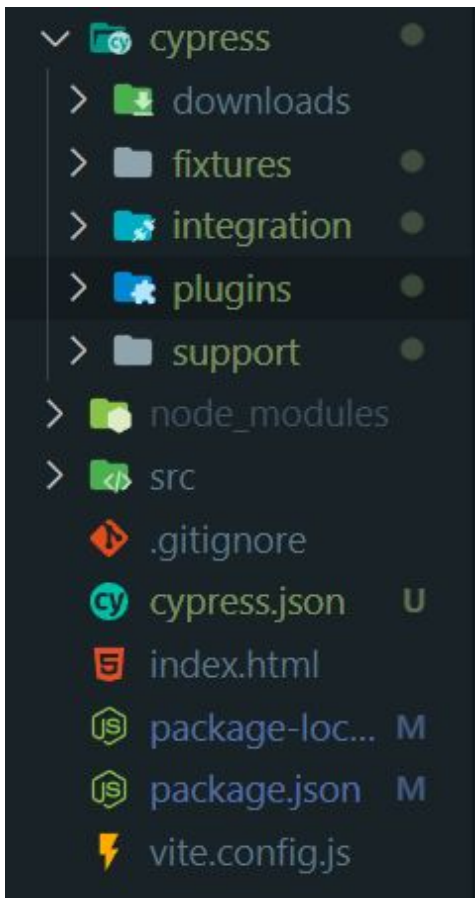 cypress
downloads
fixtures
integration
plugins
support
node_modules
src
.gitignore
cypress.json U
index.html
package-loc... M
package.json M
vite.config.js